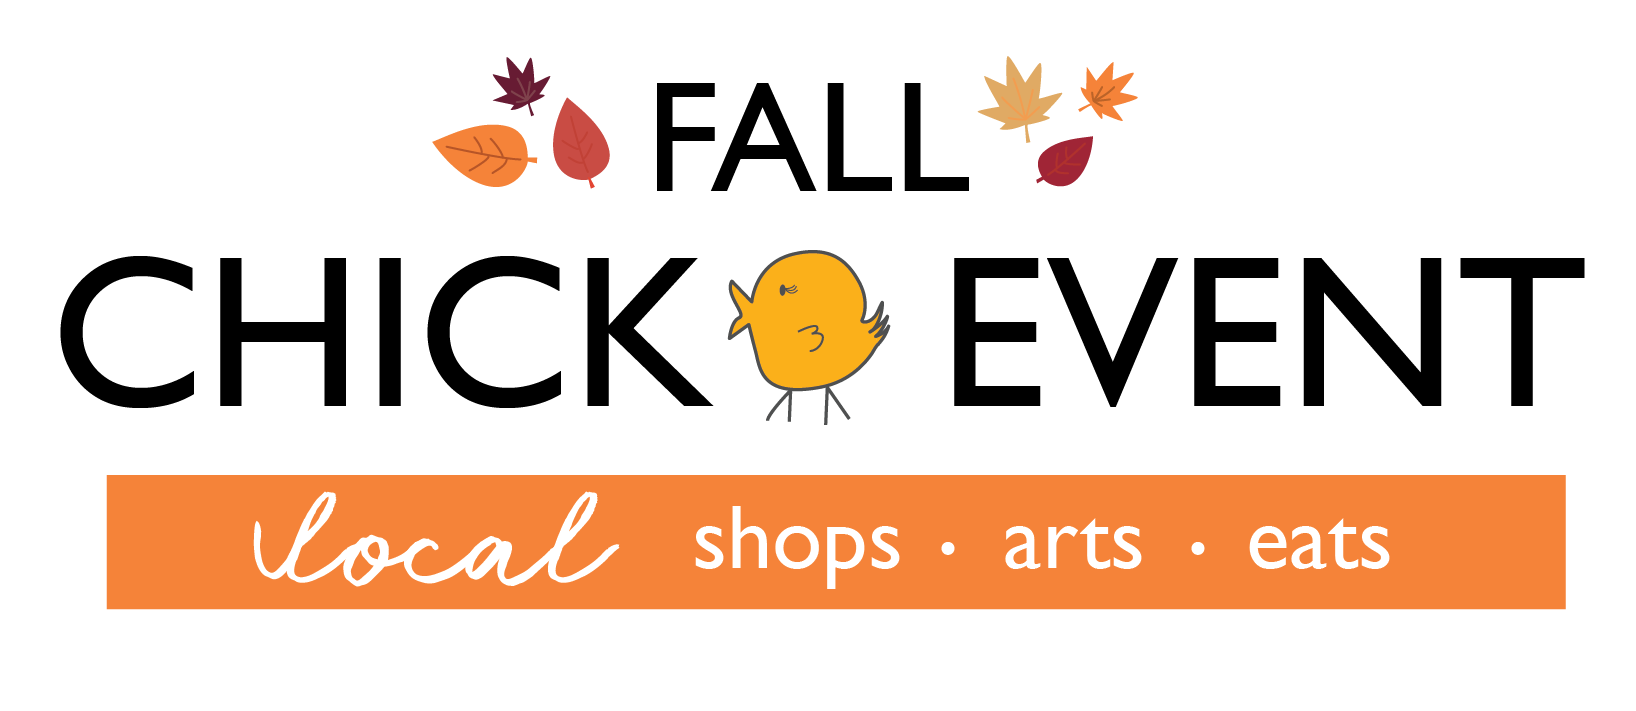 FALL
CHICK EVENT
local shops • arts • eats